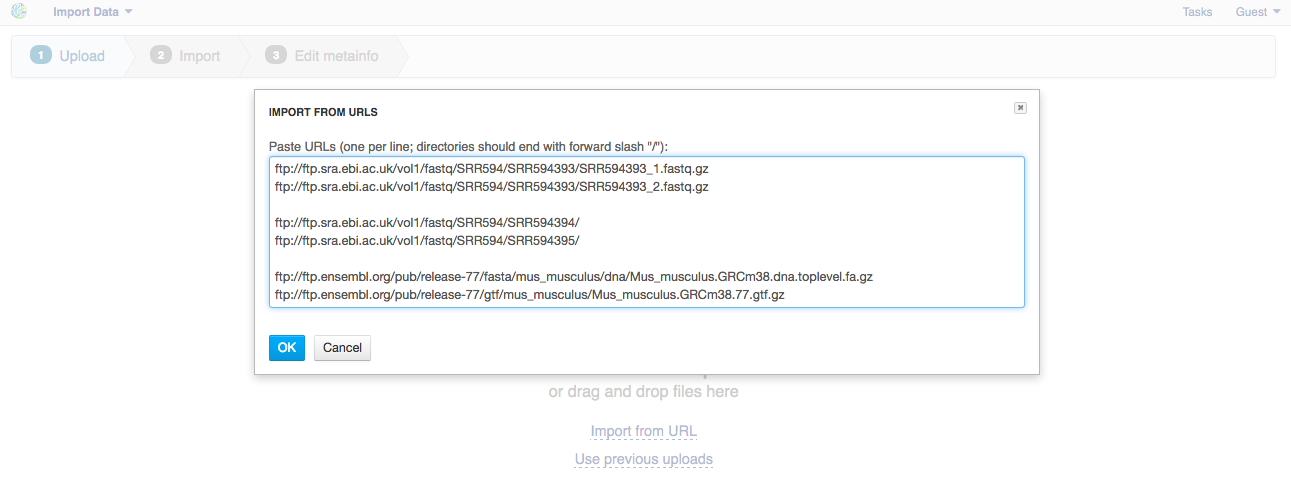 Import Data
Tasks
Guest
1 Upload
2 Import
3 Edit metainfo
IMPORT FROM URLS
Paste URLs (one per line; directories should end with forward slash "/"):
ftp://ftp.sra.ebi.ac.uk/vol1/fastq/SRR594/SRR594393/SRR594393_1.fastq.gz
ftp://ftp.sra.ebi.ac.uk/vol1/fastq/SRR594/SRR594393/SRR594393_2.fastq.gz
ftp://ftp.sra.ebi.ac.uk/vol1/fastq/SRR594/SRR594394/
ftp://ftp.sra.ebi.ac.uk/vol1/fastq/SRR594/SRR594395/
ftp://ftp.ensembl.org/pub/release-77/fasta/mus_musculus/dna/Mus_musculus.GRCm38.dna.toplevel.fa.gz
ftp://ftp.ensembl.org/pub/release-77/gtf/mus_musculus/Mus_musculus.GRCm38.77.gtf.gz
OK
Cancel
or drag and drop files here
Import from URL
Use previous uploads